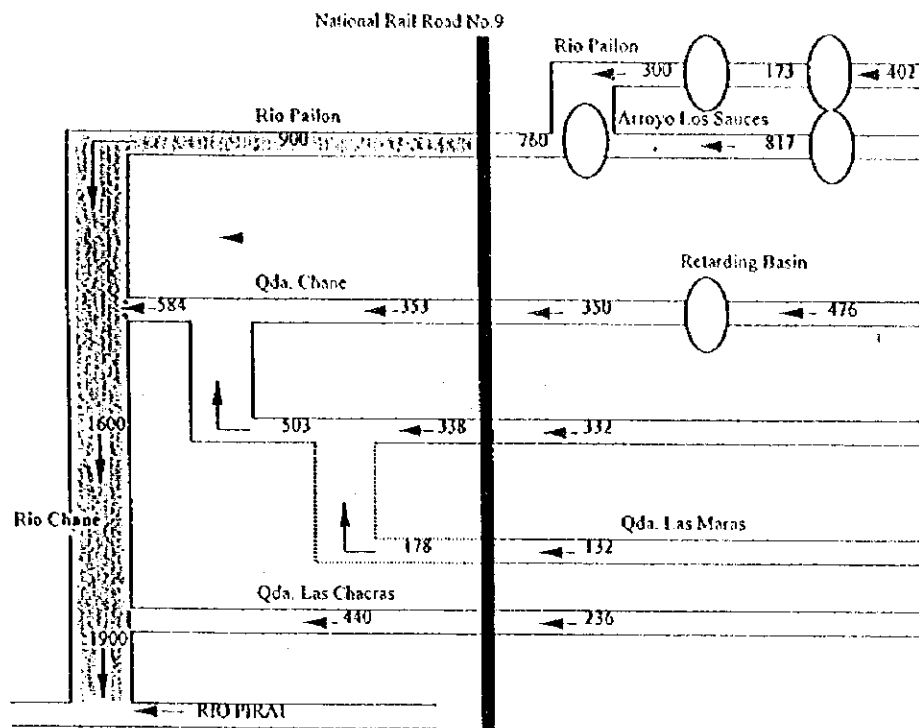 National Rail Road No.9
Rio Pailon
300 173 402
Rio Pailon
Arroyo Los Sauces
900 760 817
Retarding Basin
Qda. Chane
584 353 350 476
1600 503 338 332
Rio Chane
Qda. Las Maras
178 132
Qda. Las Chacras
440 236
1900
RIO PIRAI